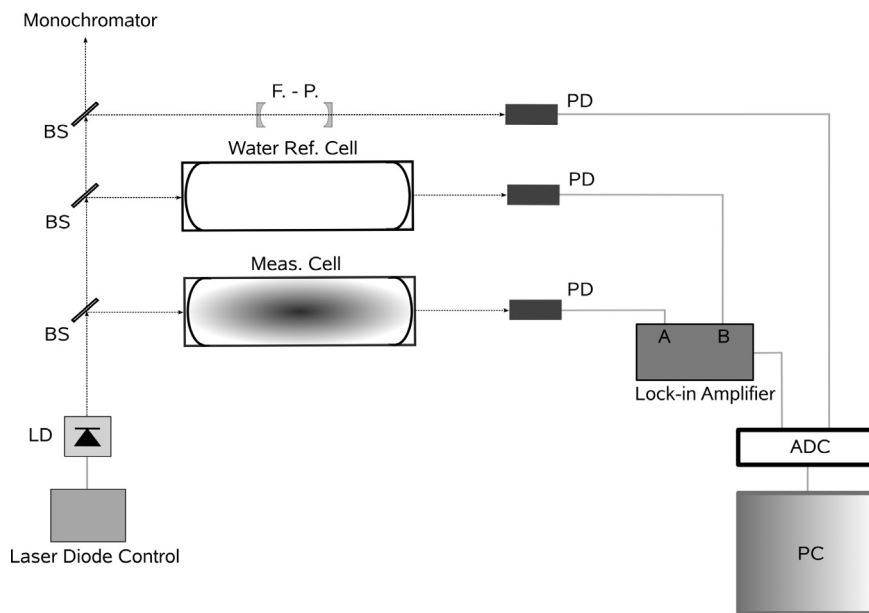 Monochromator
F. - P.
PD
BS
Water Ref. Cell
PD
BS
Meas. Cell
PD
BS
A
B
Lock-in Amplifier
LD
ADC
Laser Diode Control
PC